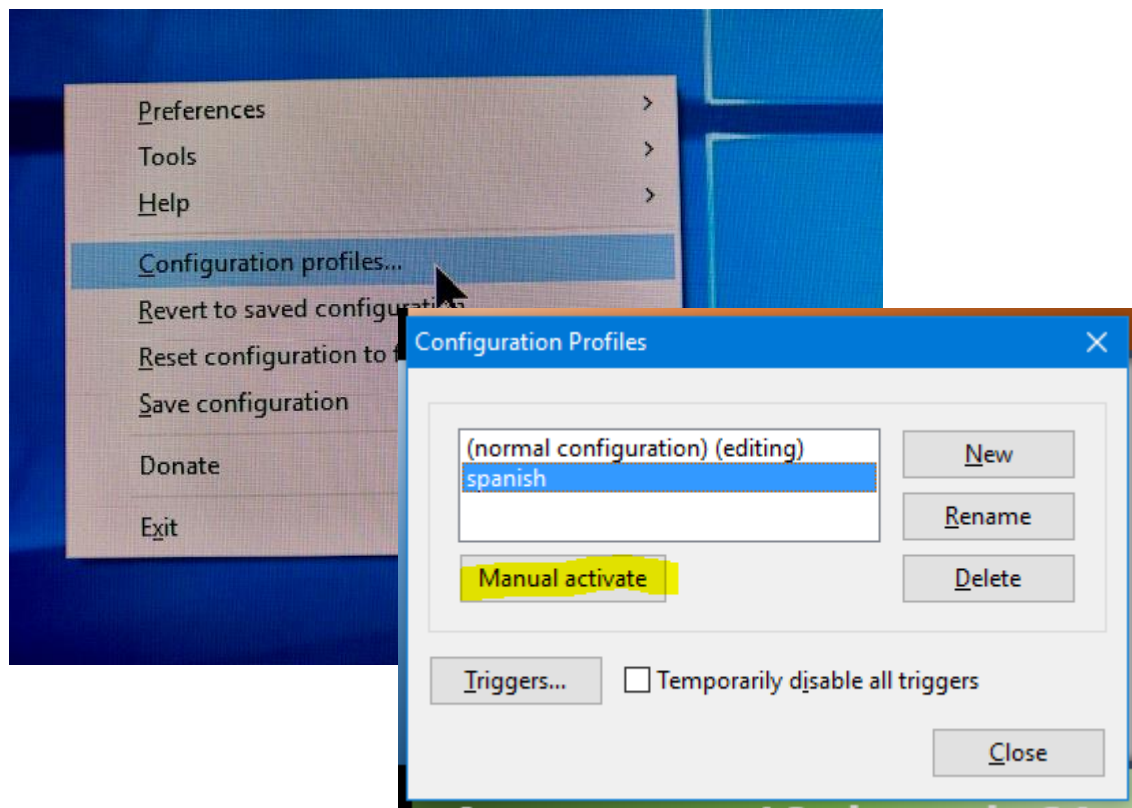 Preferences
Tools
Help
Configuration profiles...
Revert to saved configuration
Reset configuration to
Save configuration
Donate
Exit
Configuration Profiles
(normal configuration) (editing)
spanish
New
Rename
Manual activate
Delete
Triggers...
Temporarily disable all triggers
Close